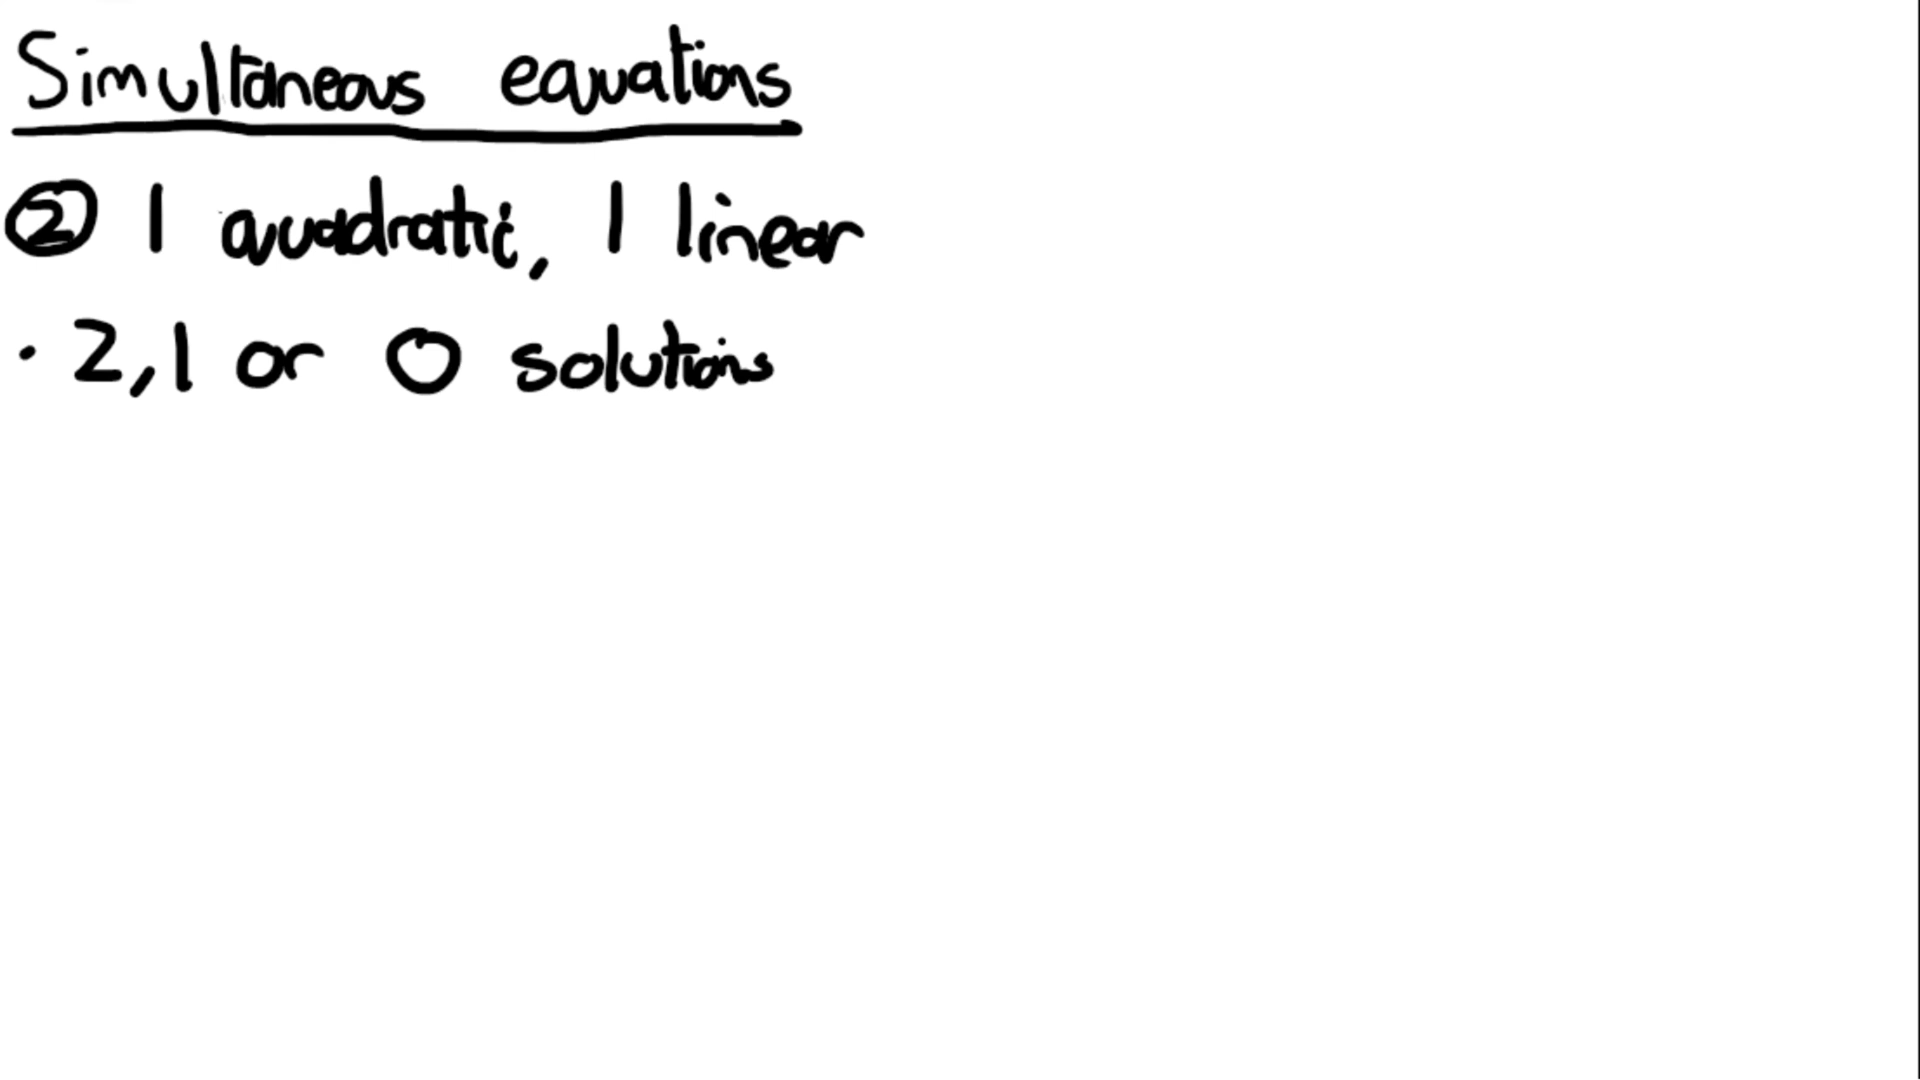 Simultaneous equations
② 1 quadratic, 1 linear
· 2, 1 or 0 solutions